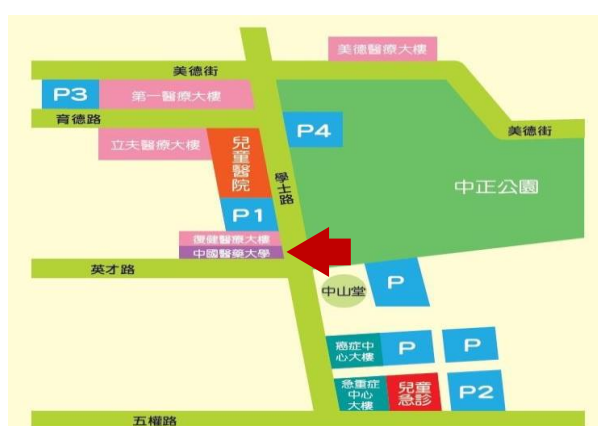 美德醫療大樓
美德街
P3
第一醫療大樓
育德路
P4
美德街
立夫醫療大樓
兒童醫院
學士路
中正公園
P1
復健醫療大樓
中國醫藥大學
英才路
中山堂
P
癌症中
心大樓
P
P
急重症
中心
大樓
兒童
急診
P2
五權路